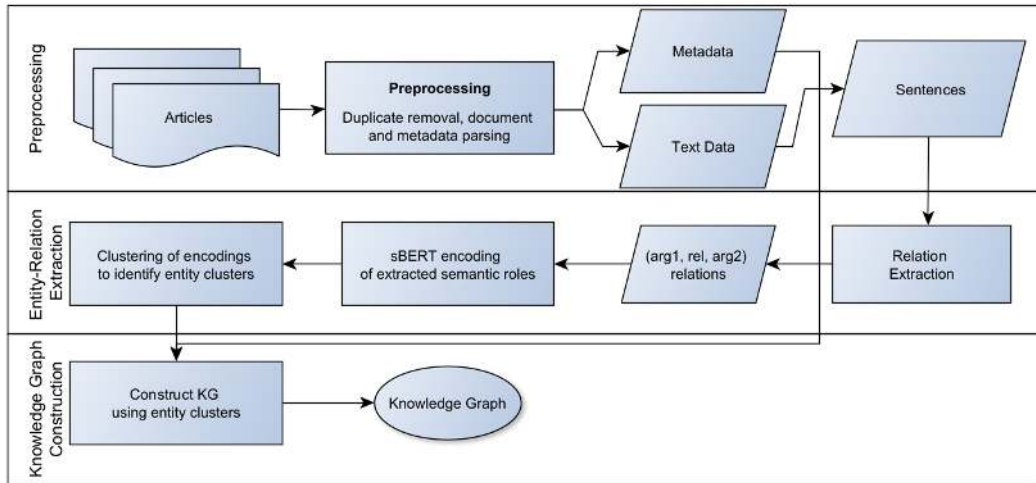 Preprocessing
Articles
Preprocessing
Duplicate removal, document
and metadata parsing
Metadata
Text Data
Sentences
Entity-Relation
Extraction
Clustering of encodings
to identify entity clusters
sBERT encoding
of extracted semantic roles
(arg1, rel, arg2)
relations
Relation
Extraction
Knowledge Graph
Construction
Construct KG
using entity clusters
Knowledge Graph